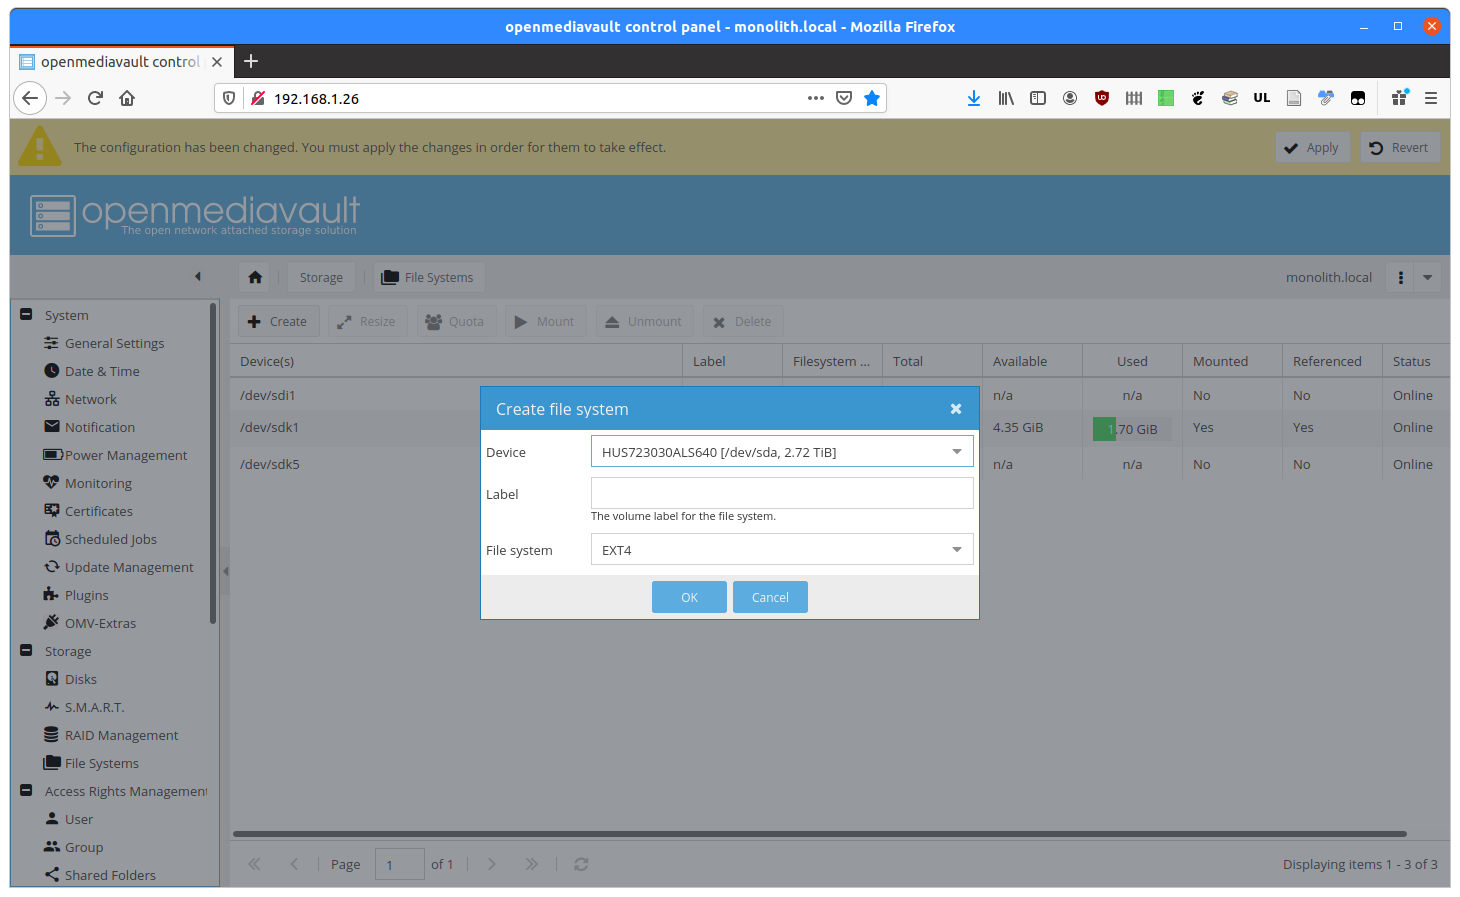 openmediavault control panel - monolith.local - Mozilla Firefox
openmediavault control
192.168.1.26
UL
The configuration has been changed. You must apply the changes in order for them to take effect.
Apply
Revert
openmediavault
The open network attached storage solution
Storage
File Systems
monolith.local
System
General Settings
Date & Time
Network
Notification
Power Management
Monitoring
Certificates
Scheduled Jobs
Update Management
Plugins
OMV-Extras
Storage
Disks
S.M.A.R.T.
RAID Management
File Systems
Access Rights Management
User
Group
Shared Folders
Create Resize Quota Mount Unmount Delete
Device(s) Label Filesystem ... Total Available Used Mounted Referenced Status
/dev/sdi1 n/a n/a No No Online
/dev/sdk1 4.35 GiB 1.70 GiB Yes Yes Online
/dev/sdk5 n/a n/a No No Online
Create file system
Device HUS723030ALS640 [/dev/sda, 2.72 TiB]
Label
The volume label for the file system.
File system EXT4
OK Cancel
Page 1 of 1
Displaying items 1 - 3 of 3